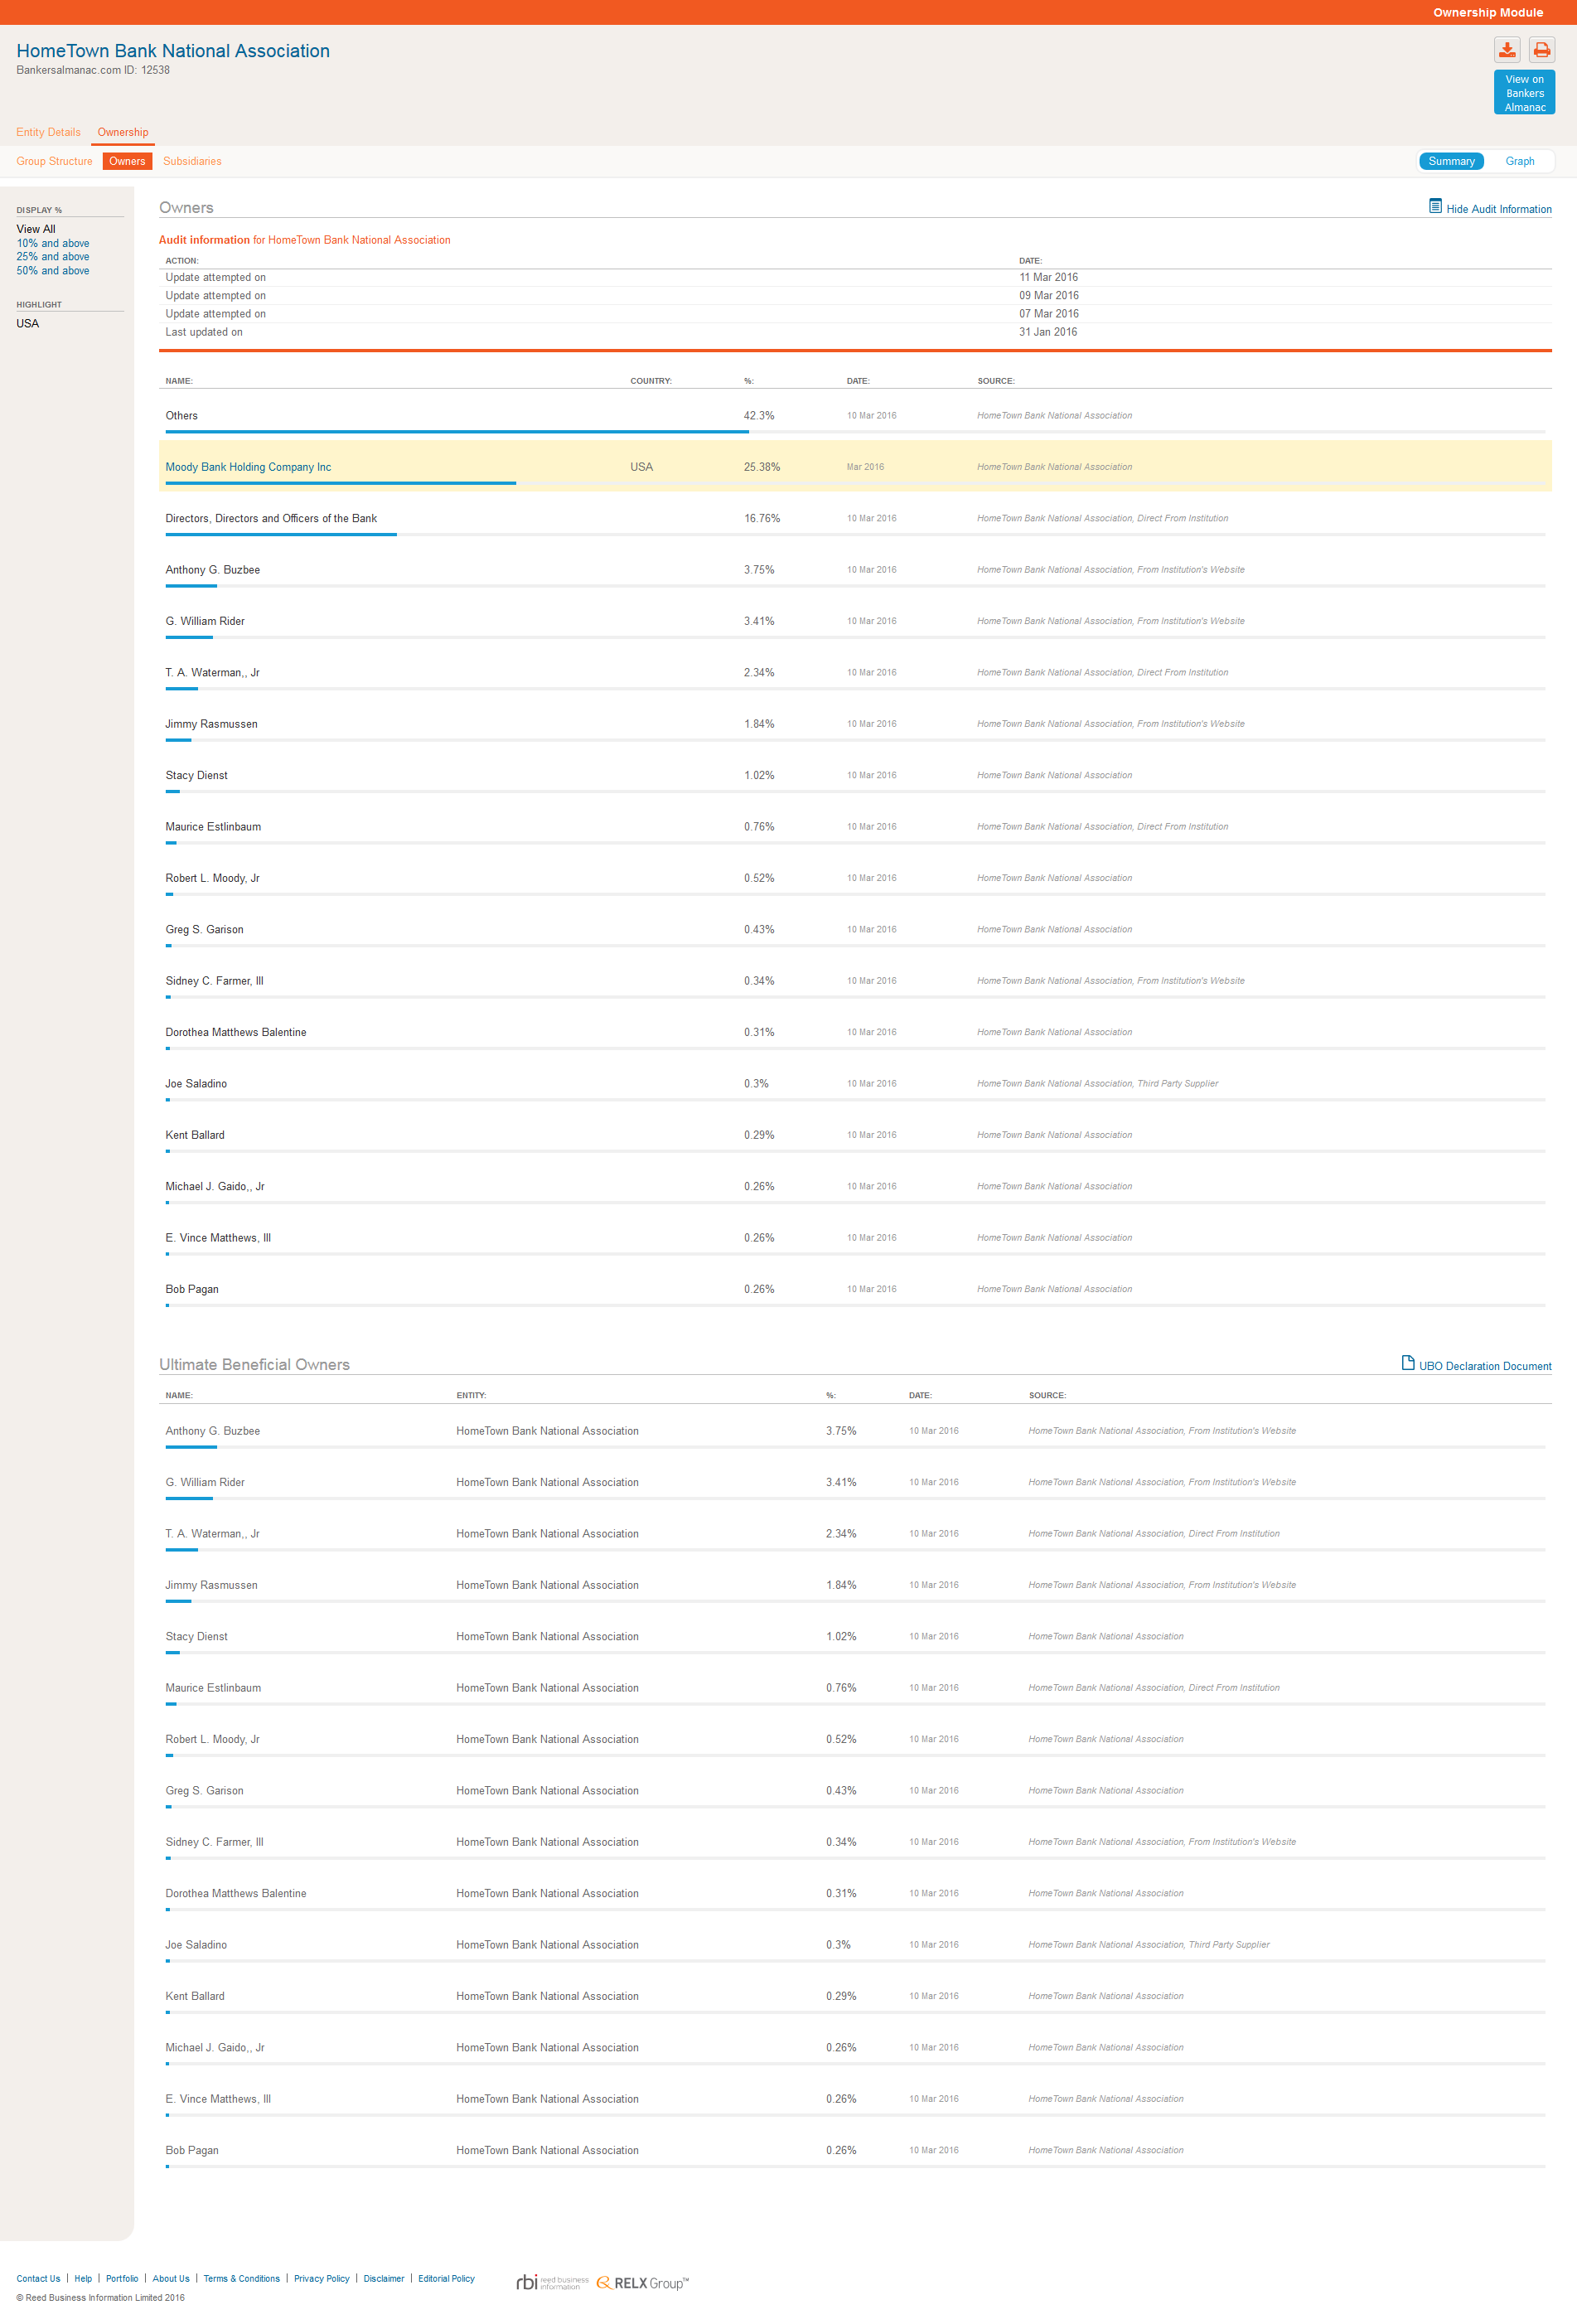 Ownership Module
HomeTown Bank National Association
Bankersalmanac.com ID: 12538
View on
Bankers
Almanac
Entity Details Ownership
Group Structure Owners Subsidiaries
Summary Graph
DISPLAY %
View All
10% and above
25% and above
50% and above
HIGHLIGHT
USA
Owners
Hide Audit Information
Audit information for HomeTown Bank National Association
ACTION: DATE:
Update attempted on 11 Mar 2016
Update attempted on 09 Mar 2016
Update attempted on 07 Mar 2016
Last updated on 31 Jan 2016
NAME: COUNTRY: %: DATE: SOURCE:
Others 42.3% 10 Mar 2016 HomeTown Bank National Association
Moody Bank Holding Company Inc USA 25.38% Mar 2016 HomeTown Bank National Association
Directors, Directors and Officers of the Bank 16.76% 10 Mar 2016 HomeTown Bank National Association, Direct From Institution
Anthony G. Buzbee 3.75% 10 Mar 2016 HomeTown Bank National Association, From Institution's Website
G. William Rider 3.41% 10 Mar 2016 HomeTown Bank National Association, From Institution's Website
T. A. Waterman,, Jr 2.34% 10 Mar 2016 HomeTown Bank National Association, Direct From Institution
Jimmy Rasmussen 1.84% 10 Mar 2016 HomeTown Bank National Association, From Institution's Website
Stacy Dienst 1.02% 10 Mar 2016 HomeTown Bank National Association
Maurice Estlinbaum 0.76% 10 Mar 2016 HomeTown Bank National Association, Direct From Institution
Robert L. Moody, Jr 0.52% 10 Mar 2016 HomeTown Bank National Association
Greg S. Garison 0.43% 10 Mar 2016 HomeTown Bank National Association
Sidney C. Farmer, III 0.34% 10 Mar 2016 HomeTown Bank National Association, From Institution's Website
Dorothea Matthews Balentine 0.31% 10 Mar 2016 HomeTown Bank National Association
Joe Saladino 0.3% 10 Mar 2016 HomeTown Bank National Association, Third Party Supplier
Kent Ballard 0.29% 10 Mar 2016 HomeTown Bank National Association
Michael J. Gaido,, Jr 0.26% 10 Mar 2016 HomeTown Bank National Association
E. Vince Matthews, III 0.26% 10 Mar 2016 HomeTown Bank National Association
Bob Pagan 0.26% 10 Mar 2016 HomeTown Bank National Association
Ultimate Beneficial Owners
UBO Declaration Document
NAME: ENTITY: %: DATE: SOURCE:
Anthony G. Buzbee HomeTown Bank National Association 3.75% 10 Mar 2016 HomeTown Bank National Association, From Institution's Website
G. William Rider HomeTown Bank National Association 3.41% 10 Mar 2016 HomeTown Bank National Association, From Institution's Website
T. A. Waterman,, Jr HomeTown Bank National Association 2.34% 10 Mar 2016 HomeTown Bank National Association, Direct From Institution
Jimmy Rasmussen HomeTown Bank National Association 1.84% 10 Mar 2016 HomeTown Bank National Association, From Institution's Website
Stacy Dienst HomeTown Bank National Association 1.02% 10 Mar 2016 HomeTown Bank National Association
Maurice Estlinbaum HomeTown Bank National Association 0.76% 10 Mar 2016 HomeTown Bank National Association, Direct From Institution
Robert L. Moody, Jr HomeTown Bank National Association 0.52% 10 Mar 2016 HomeTown Bank National Association
Greg S. Garison HomeTown Bank National Association 0.43% 10 Mar 2016 HomeTown Bank National Association
Sidney C. Farmer, III HomeTown Bank National Association 0.34% 10 Mar 2016 HomeTown Bank National Association, From Institution's Website
Dorothea Matthews Balentine HomeTown Bank National Association 0.31% 10 Mar 2016 HomeTown Bank National Association
Joe Saladino HomeTown Bank National Association 0.3% 10 Mar 2016 HomeTown Bank National Association, Third Party Supplier
Kent Ballard HomeTown Bank National Association 0.29% 10 Mar 2016 HomeTown Bank National Association
Michael J. Gaido,, Jr HomeTown Bank National Association 0.26% 10 Mar 2016 HomeTown Bank National Association
E. Vince Matthews, III HomeTown Bank National Association 0.26% 10 Mar 2016 HomeTown Bank National Association
Bob Pagan HomeTown Bank National Association 0.26% 10 Mar 2016 HomeTown Bank National Association
Contact Us | Help | Portfolio | About Us | Terms & Conditions | Privacy Policy | Disclaimer | Editorial Policy
rbi reed business information RELX Group™
© Reed Business Information Limited 2016